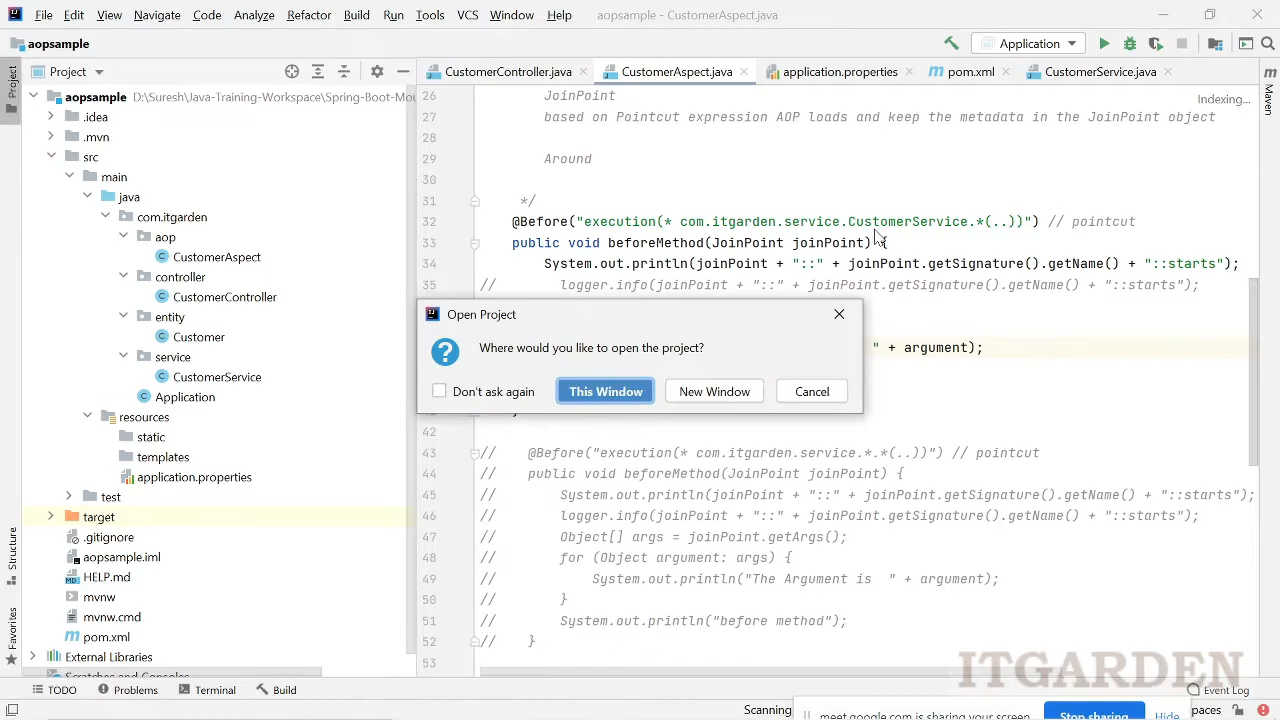 File Edit View Navigate Code Analyze Refactor Build Run Tools VCS Window Help aopsample - CustomerAspect.java
aopsample Application
Project CustomerController.java CustomerAspect.java application.properties pom.xml CustomerService.java
Project
Maven
Structure
Favorites
aopsample D:\Suresh\Java-Training-Workspace\Spring-Boot-Mou
.idea
.mvn
src
main
java
com.itgarden
aop
CustomerAspect
controller
CustomerController
entity
Customer
service
CustomerService
Application
resources
static
templates
application.properties
test
target
.gitignore
aopsample.iml
HELP.md
mvnw
mvnw.cmd
pom.xml
External Libraries
Scratches and Consoles
Indexing...
26 JoinPoint
27 based on Pointcut expression AOP loads and keep the metadata in the JoinPoint object
28
29 Around
30
31 */
32 @Before("execution(* com.itgarden.service.CustomerService.*(..))") // pointcut
33 public void beforeMethod(JoinPoint joinPoint) {
34 System.out.println(joinPoint + "::" + joinPoint.getSignature().getName() + "::starts");
35 // logger.info(joinPoint + "::" + joinPoint.getSignature().getName() + "::starts");
" + argument);
Open Project
Where would you like to open the project?
Don't ask again This Window New Window Cancel
42
43 // @Before("execution(* com.itgarden.service.*.*(..))") // pointcut
44 // public void beforeMethod(JoinPoint joinPoint) {
45 // System.out.println(joinPoint + "::" + joinPoint.getSignature().getName() + "::starts");
46 // logger.info(joinPoint + "::" + joinPoint.getSignature().getName() + "::starts");
47 // Object[] args = joinPoint.getArgs();
48 // for (Object argument: args) {
49 // System.out.println("The Argument is " + argument);
50 // }
51 // System.out.println("before method");
52 // }
53
ITGARDEN
TODO Problems Terminal Build Event Log
Scanning meet.google.com is sharing your screen. Stop sharing Hide paces